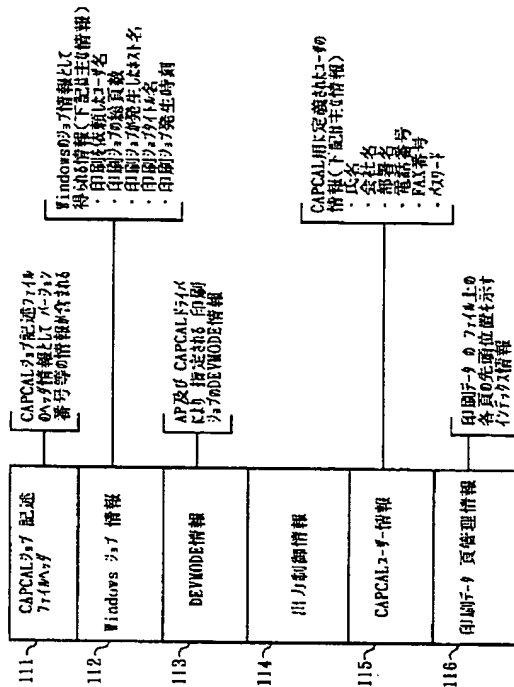 111
CAPCALジョブ 記述
ファイルヘッダ
CAPCALジョブ記述ファイル
のヘッダ情報として バージョン
番号等の情報が含まれる
112
Windows ジョブ 情報
Windowsのジョブ情報として
得られる情報(下記は主な情報)
・印刷を依頼したユーザ名
・印刷ジョブの総頁数
・印刷ジョブが発生したホスト名
・印刷ジョブタイトル名
・印刷ジョブ発生時刻
113
DEVMODE情報
AP及び CAPCALドライバ
により 指定される 印刷
ジョブのDEVMODE情報
114
出力制御情報
115
CAPCALユーザー情報
CAPCAL用に定義されたユーザの
情報(下記は主な情報)
・氏名
・会社名
・部署名
・電話番号
・FAX番号
・パスワード
116
印刷データ 頁管理情報
印刷データ の ファイル上の
各頁の先頭位置を示す
インデックス情報